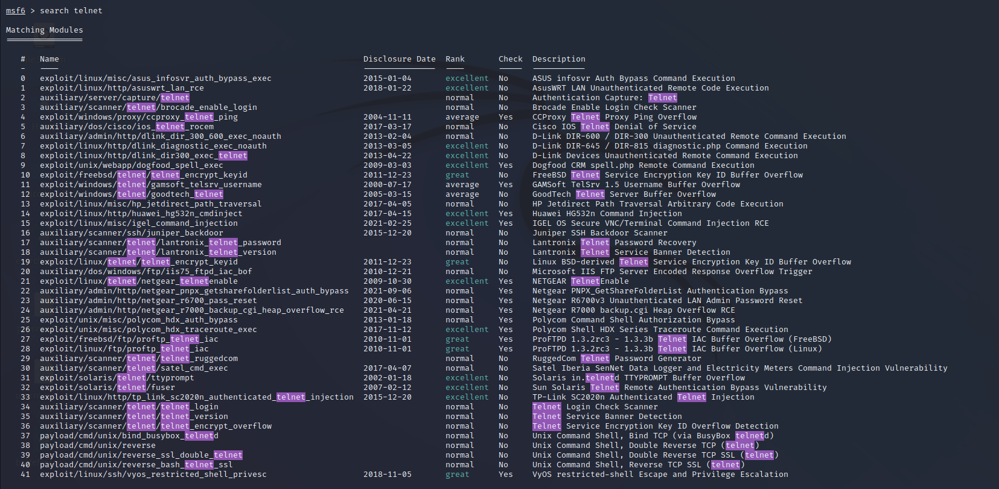 msf6 > search telnet
Matching Modules
================
#   Name   Disclosure Date   Rank   Check   Description
-   ----   ---------------   ----   -----   -----------
0   exploit/linux/misc/asus_infosvr_auth_bypass_exec   2015-01-04   excellent   No   ASUS infosvr Auth Bypass Command Execution
1   exploit/linux/http/asuswrt_lan_rce   2018-01-22   excellent   No   AsusWRT LAN Unauthenticated Remote Code Execution
2   auxiliary/server/capture/telnet   normal   No   Authentication Capture: Telnet
3   auxiliary/scanner/telnet/brocade_enable_login   normal   No   Brocade Enable Login Check Scanner
4   exploit/windows/proxy/ccproxy_telnet_ping   2004-11-11   average   Yes   CCProxy Telnet Proxy Ping Overflow
5   auxiliary/dos/cisco/ios_telnet_rocem   2017-03-17   normal   No   Cisco IOS Telnet Denial of Service
6   auxiliary/admin/http/dlink_dir_300_600_exec_noauth   2013-02-04   normal   No   D-Link DIR-600 / DIR-300 Unauthenticated Remote Command Execution
7   exploit/linux/http/dlink_diagnostic_exec_noauth   2013-03-05   excellent   No   D-Link DIR-645 / DIR-815 diagnostic.php Command Execution
8   exploit/linux/http/dlink_dir300_exec_telnet   2013-04-22   excellent   No   D-Link Devices Unauthenticated Remote Command Execution
9   exploit/unix/webapp/dogfood_spell_exec   2009-03-03   excellent   Yes   Dogfood CRM spell.php Remote Command Execution
10   exploit/freebsd/telnet/telnet_encrypt_keyid   2011-12-23   great   No   FreeBSD Telnet Service Encryption Key ID Buffer Overflow
11   exploit/windows/telnet/gamsoft_telsrv_username   2000-07-17   average   Yes   GAMSoft TelSrv 1.5 Username Buffer Overflow
12   exploit/windows/telnet/goodtech_telnet   2005-03-15   average   No   GoodTech Telnet Server Buffer Overflow
13   exploit/linux/misc/hp_jetdirect_path_traversal   2017-04-05   normal   No   HP Jetdirect Path Traversal Arbitrary Code Execution
14   exploit/linux/http/huawei_hg532n_cmdinject   2017-04-15   excellent   Yes   Huawei HG532n Command Injection
15   exploit/linux/misc/igel_command_injection   2021-02-25   excellent   Yes   IGEL OS Secure VNC/Terminal Command Injection RCE
16   auxiliary/scanner/ssh/juniper_backdoor   2015-12-20   normal   No   Juniper SSH Backdoor Scanner
17   auxiliary/scanner/telnet/lantronix_telnet_password   normal   No   Lantronix Telnet Password Recovery
18   auxiliary/scanner/telnet/lantronix_telnet_version   normal   No   Lantronix Telnet Service Banner Detection
19   exploit/linux/telnet/telnet_encrypt_keyid   2011-12-23   great   No   Linux BSD-derived Telnet Service Encryption Key ID Buffer Overflow
20   auxiliary/dos/windows/ftp/iis75_ftpd_iac_bof   2010-12-21   normal   No   Microsoft IIS FTP Server Encoded Response Overflow Trigger
21   exploit/linux/telnet/netgear_telnetenable   2009-10-30   excellent   Yes   NETGEAR TelnetEnable
22   auxiliary/admin/http/netgear_pnpx_getsharefolderlist_auth_bypass   2021-09-06   normal   Yes   Netgear PNPX_GetShareFolderList Authentication Bypass
23   auxiliary/admin/http/netgear_r6700_pass_reset   2020-06-15   normal   Yes   Netgear R6700v3 Unauthenticated LAN Admin Password Reset
24   auxiliary/admin/http/netgear_r7000_backup_cgi_heap_overflow_rce   2021-04-21   normal   Yes   Netgear R7000 backup.cgi Heap Overflow RCE
25   exploit/unix/misc/polycom_hdx_auth_bypass   2013-01-18   normal   Yes   Polycom Command Shell Authorization Bypass
26   exploit/unix/misc/polycom_hdx_traceroute_exec   2017-11-12   excellent   Yes   Polycom Shell HDX Series Traceroute Command Execution
27   exploit/freebsd/ftp/proftp_telnet_iac   2010-11-01   great   Yes   ProFTPD 1.3.2rc3 - 1.3.3b Telnet IAC Buffer Overflow (FreeBSD)
28   exploit/linux/ftp/proftp_telnet_iac   2010-11-01   great   Yes   ProFTPD 1.3.2rc3 - 1.3.3b Telnet IAC Buffer Overflow (Linux)
29   auxiliary/scanner/telnet/telnet_ruggedcom   normal   No   RuggedCom Telnet Password Generator
30   auxiliary/scanner/telnet/satel_cmd_exec   2017-04-07   normal   No   Satel Iberia SenNet Data Logger and Electricity Meters Command Injection Vulnerability
31   exploit/solaris/telnet/ttyprompt   2002-01-18   excellent   No   Solaris in.telnetd TTYPROMPT Buffer Overflow
32   exploit/solaris/telnet/fuser   2007-02-12   excellent   No   Sun Solaris Telnet Remote Authentication Bypass Vulnerability
33   exploit/linux/http/tp_link_sc2020n_authenticated_telnet_injection   2015-12-20   excellent   No   TP-Link SC2020n Authenticated Telnet Injection
34   auxiliary/scanner/telnet/telnet_login   normal   No   Telnet Login Check Scanner
35   auxiliary/scanner/telnet/telnet_version   normal   No   Telnet Service Banner Detection
36   auxiliary/scanner/telnet/telnet_encrypt_overflow   normal   No   Telnet Service Encryption Key ID Overflow Detection
37   payload/cmd/unix/bind_busybox_telnetd   normal   No   Unix Command Shell, Bind TCP (via BusyBox telnetd)
38   payload/cmd/unix/reverse   normal   No   Unix Command Shell, Double Reverse TCP (telnet)
39   payload/cmd/unix/reverse_ssl_double_telnet   normal   No   Unix Command Shell, Double Reverse TCP SSL (telnet)
40   payload/cmd/unix/reverse_bash_telnet_ssl   normal   No   Unix Command Shell, Reverse TCP SSL (telnet)
41   exploit/linux/ssh/vyos_restricted_shell_privesc   2018-11-05   great   Yes   VyOS restricted-shell Escape and Privilege Escalation